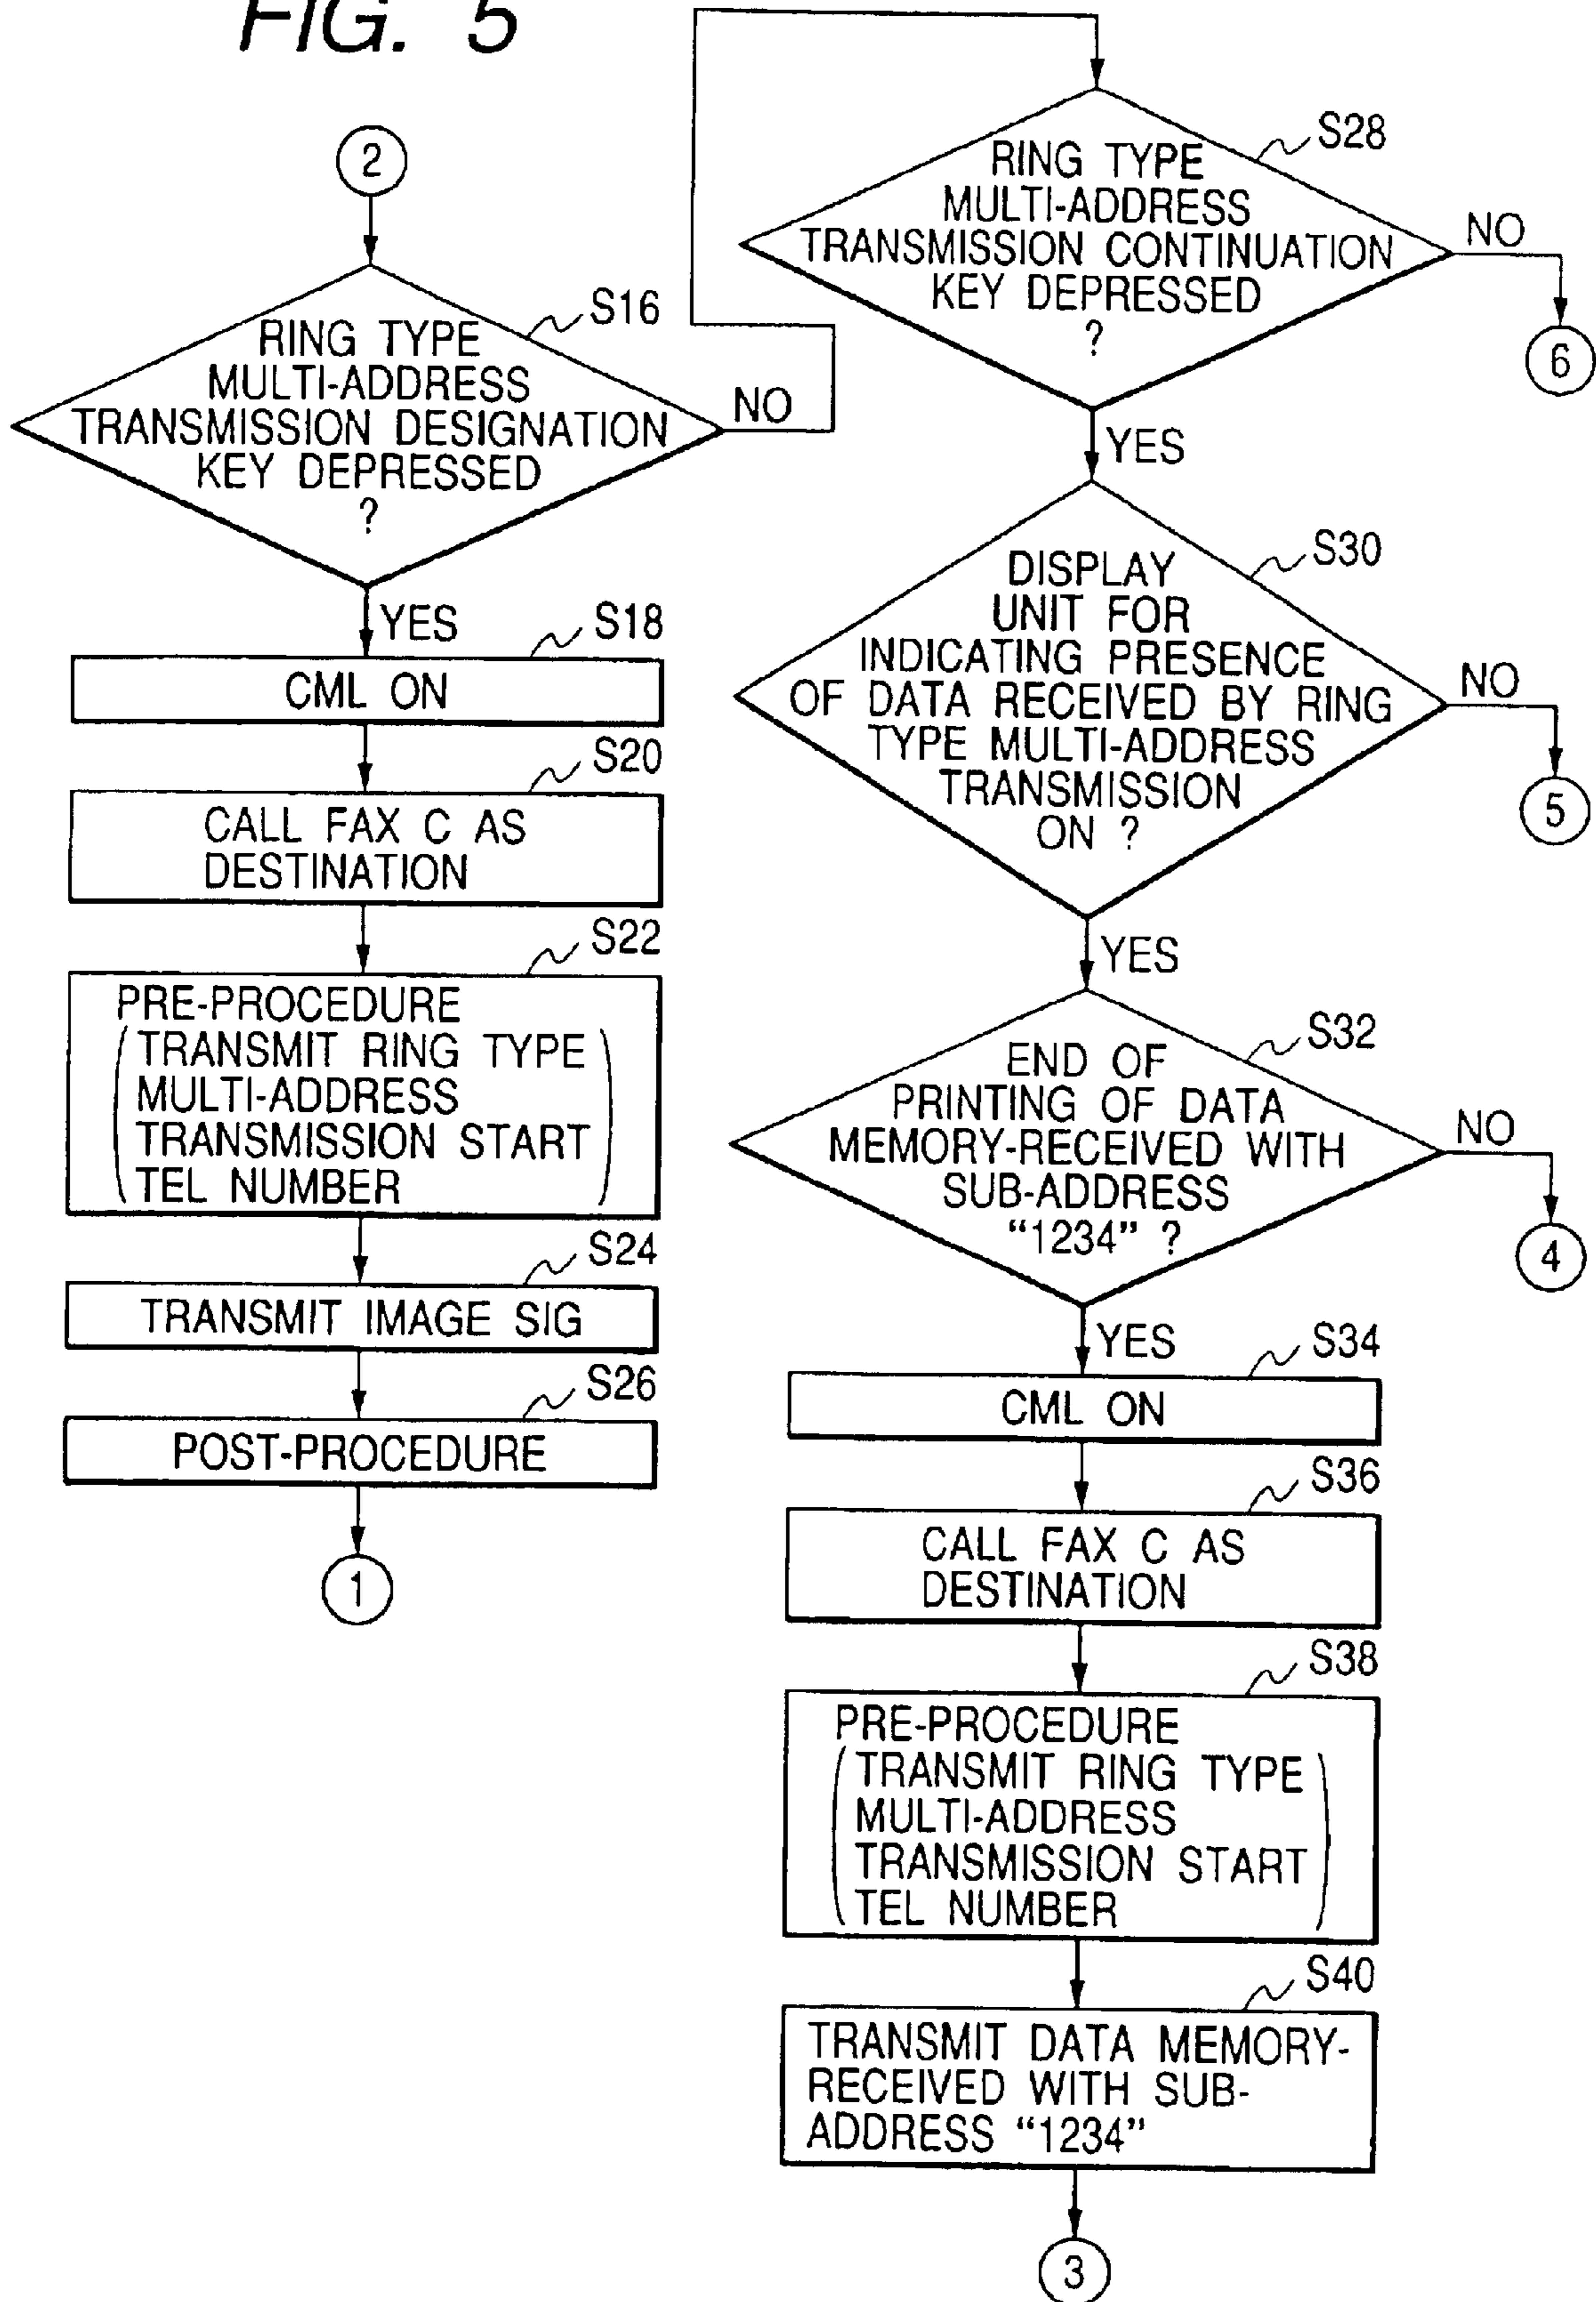 FIG. 5
2
S16
RING TYPE
MULTI-ADDRESS
TRANSMISSION DESIGNATION
KEY DEPRESSED
?
NO
YES
S18
CML ON
S20
CALL FAX C AS
DESTINATION
S22
PRE-PROCEDURE
TRANSMIT RING TYPE
MULTI-ADDRESS
TRANSMISSION START
TEL NUMBER
S24
TRANSMIT IMAGE SIG
S26
POST-PROCEDURE
1
S28
RING TYPE
MULTI-ADDRESS
TRANSMISSION CONTINUATION
KEY DEPRESSED
?
NO
6
YES
S30
DISPLAY
UNIT FOR
INDICATING PRESENCE
OF DATA RECEIVED BY RING
TYPE MULTI-ADDRESS
TRANSMISSION
ON ?
NO
5
YES
S32
END OF
PRINTING OF DATA
MEMORY-RECEIVED WITH
SUB-ADDRESS
“1234” ?
NO
4
YES
S34
CML ON
S36
CALL FAX C AS
DESTINATION
S38
PRE-PROCEDURE
(TRANSMIT RING TYPE
MULTI-ADDRESS
TRANSMISSION START
TEL NUMBER)
S40
TRANSMIT DATA MEMORY-
RECEIVED WITH SUB-
ADDRESS “1234”
3